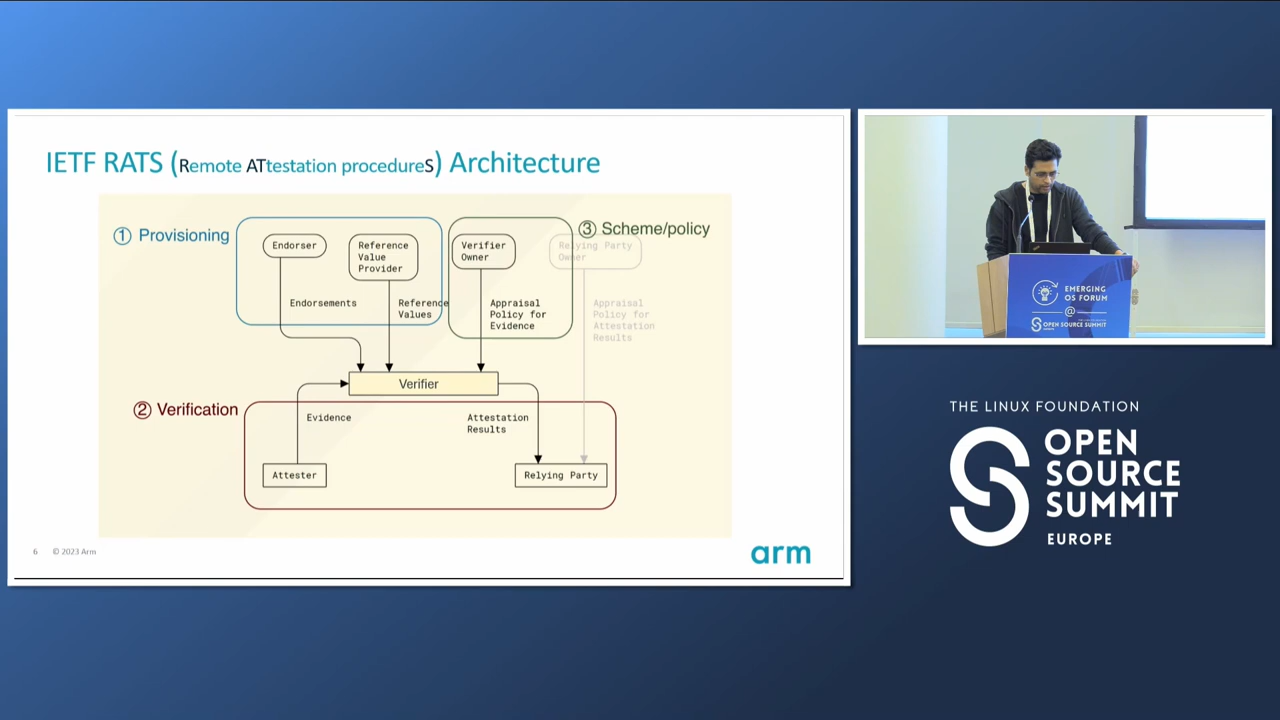 IETF RATS (Remote ATtestation procedureS) Architecture
① Provisioning
Endorser
Reference
Value
Provider
Verifier
Owner
③ Scheme/policy
Relying Party
Owner
Endorsements
Reference
Values
Appraisal
Policy for
Evidence
Appraisal
Policy for
Attestation
Results
Verifier
② Verification
Evidence
Attestation
Results
Attester
Relying Party
6 © 2023 Arm
arm
EMERGING
OS FORUM
@
OPEN SOURCE SUMMIT
THE LINUX FOUNDATION
OPEN
SOURCE
SUMMIT
EUROPE